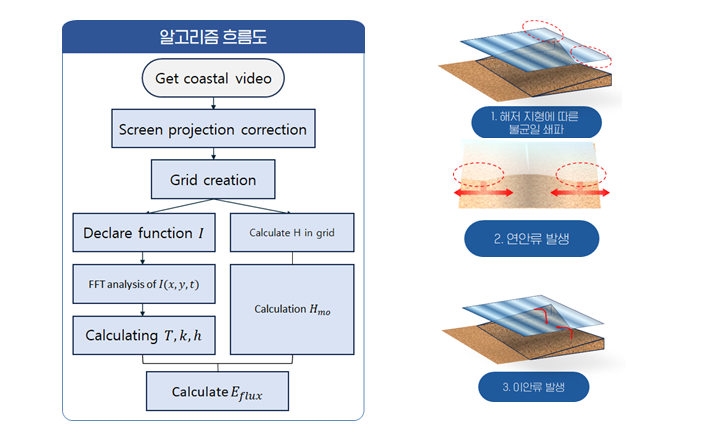 알고리즘 흐름도
Get coastal video
Screen projection correction
Grid creation
Declare function I
Calculate H in grid
FFT analysis of I(x, y, t)
Calculation H_{mo}
Calculating T, k, h
Calculate E_{flux}
1. 해저 지형에 따른
불균일 쇄파
2. 연안류 발생
3. 이안류 발생